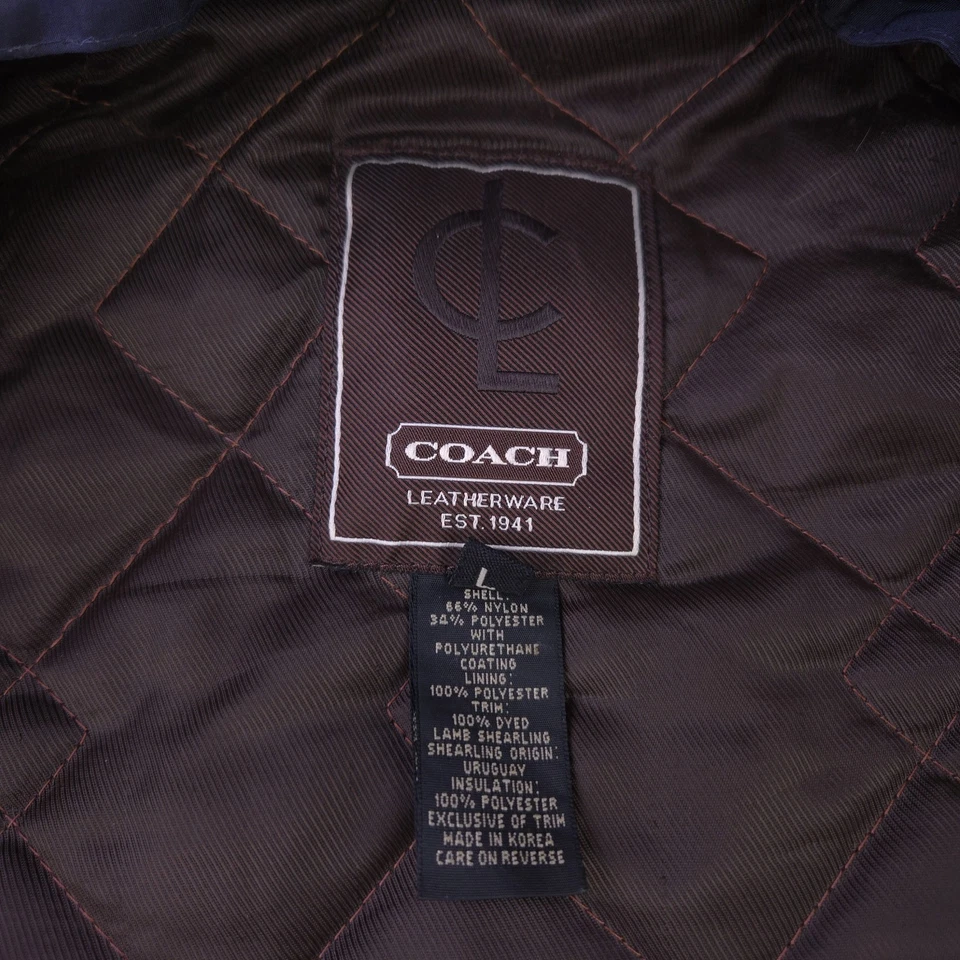 CL
COACH
LEATHERWARE
EST. 1941
L
SHELL:
66% NYLON
34% POLYESTER
WITH
POLYURETHANE
COATING
LINING:
100% POLYESTER
TRIM:
100% DYED
LAMB SHEARLING
SHEARLING ORIGIN:
URUGUAY
INSULATION:
100% POLYESTER
EXCLUSIVE OF TRIM
MADE IN KOREA
CARE ON REVERSE